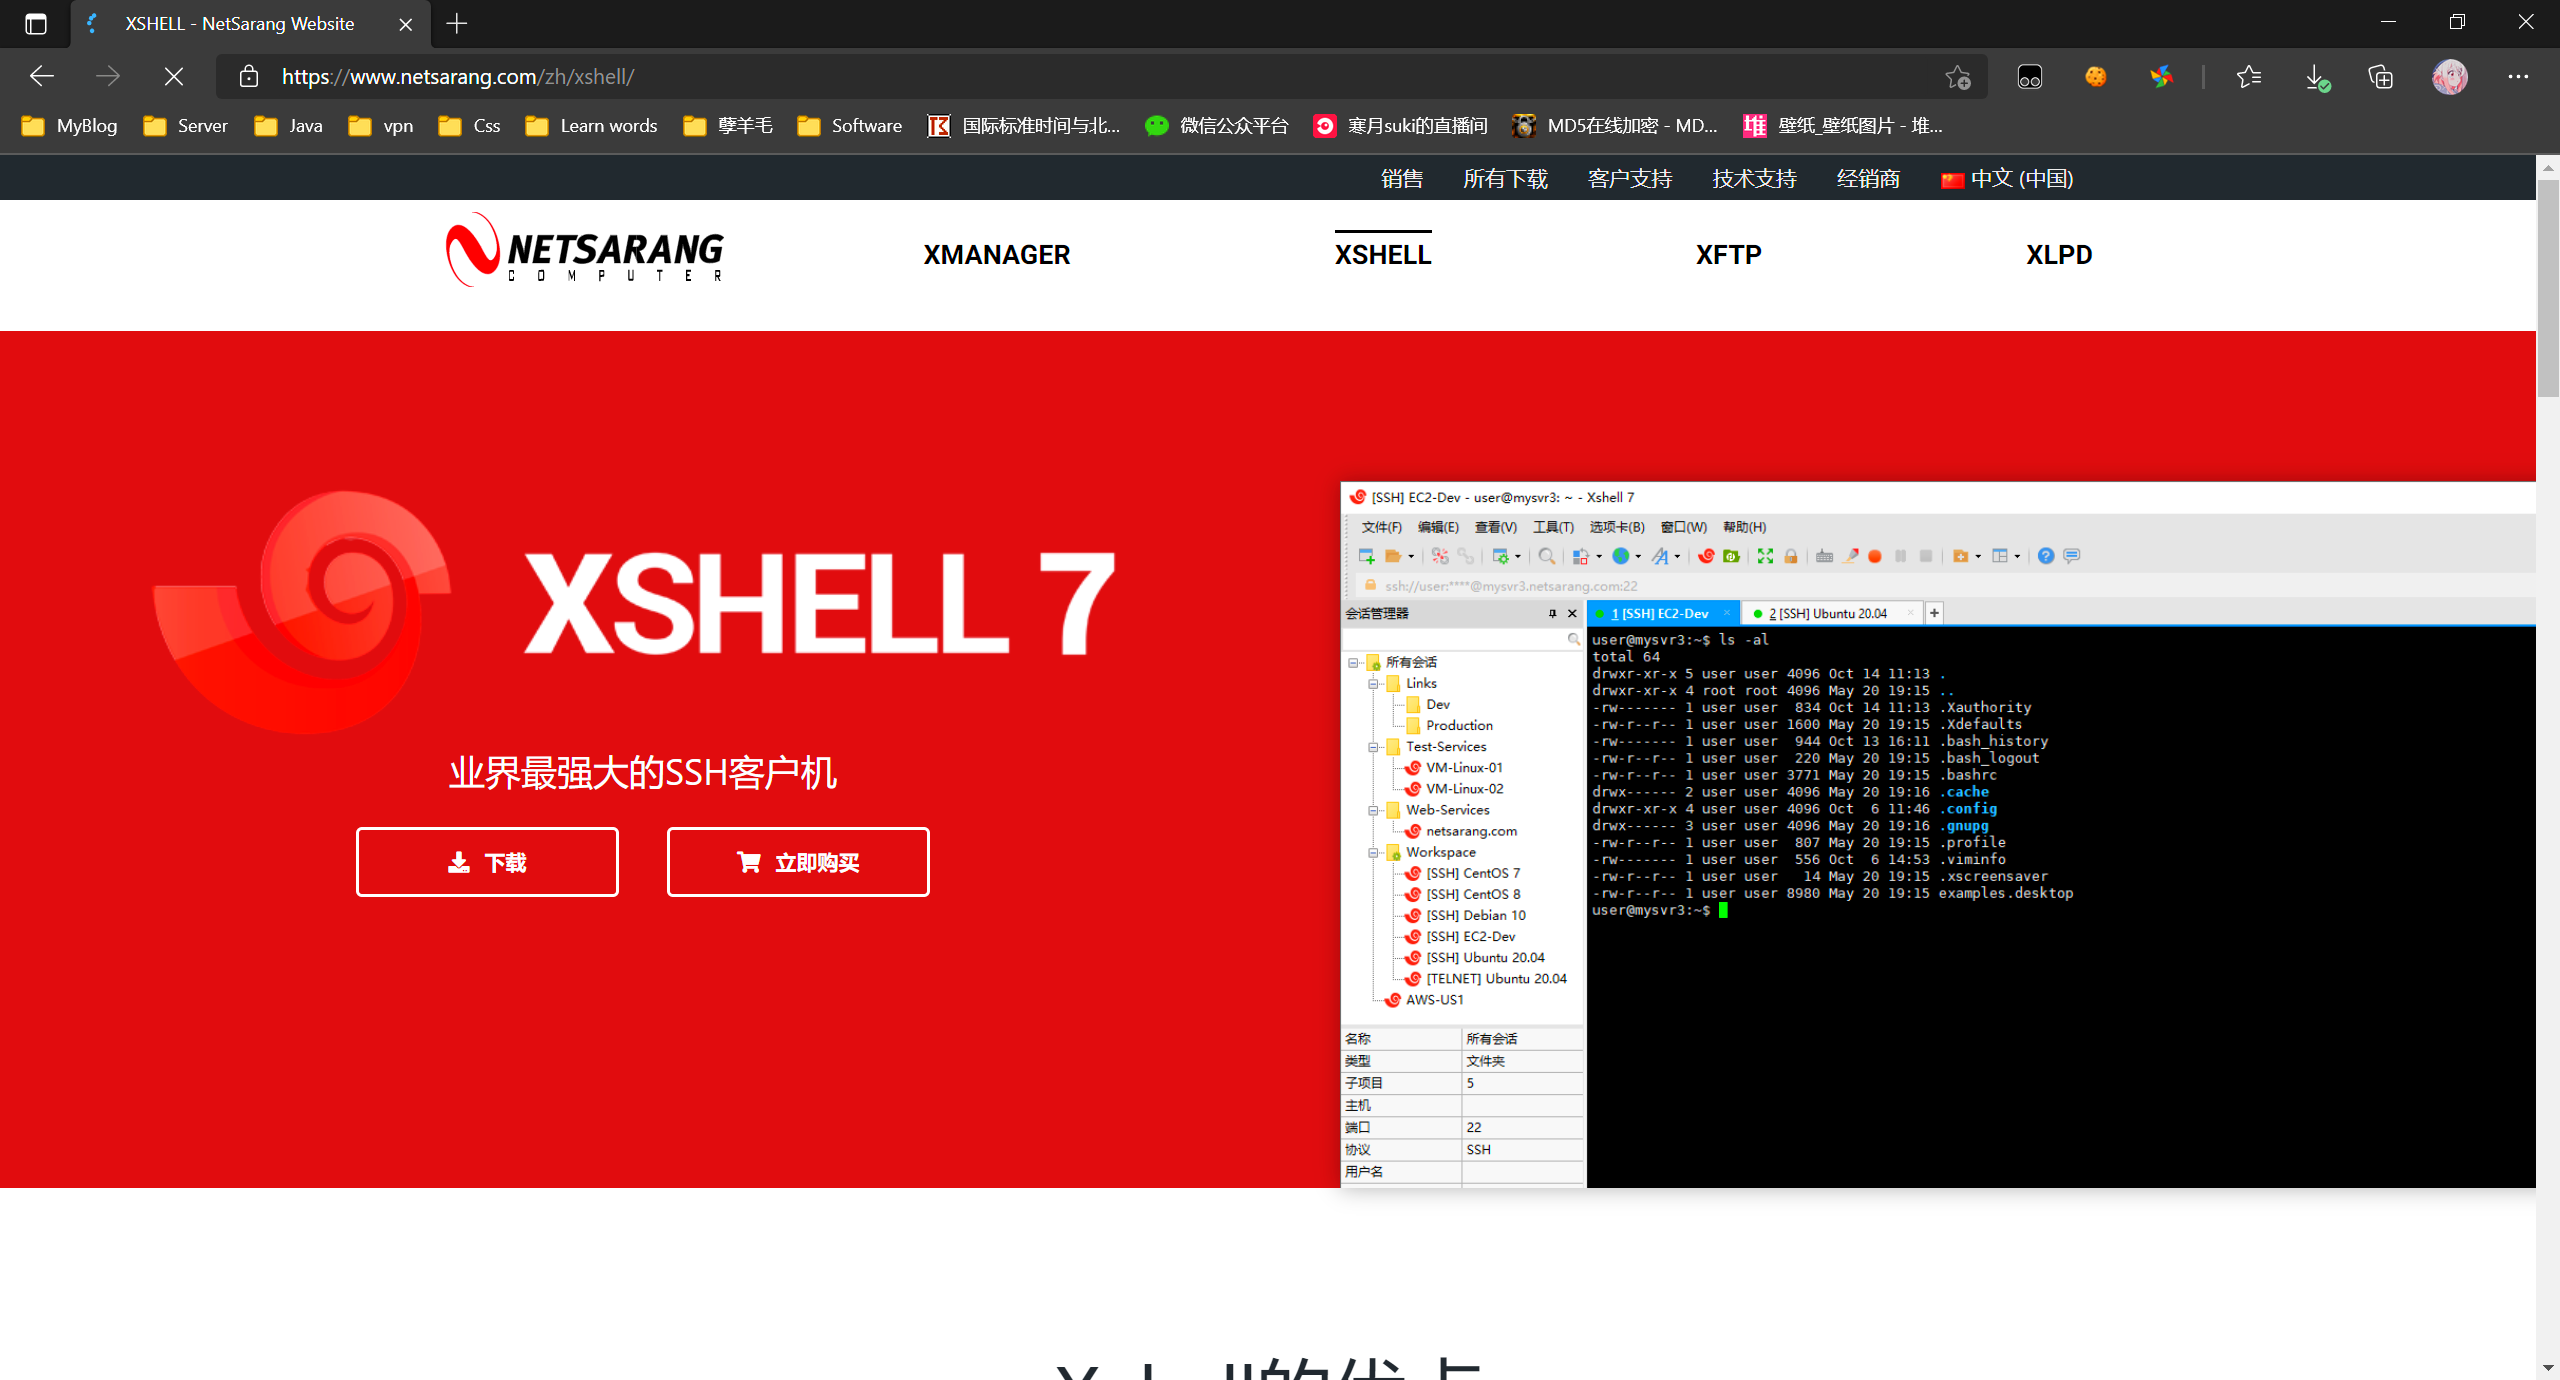 XSHELL - NetSarang Website
https://www.netsarang.com/zh/xshell/
MyBlog Server Java vpn Css Learn words 孽羊毛 Software 国际标准时间与北... 微信公众平台 寒月suki的直播间 MD5在线加密 - MD... 壁纸_壁纸图片 - 堆...
销售 所有下载 客户支持 技术支持 经销商 中文 (中国)
NETSARANG
COMPUTER
XMANAGER XSHELL XFTP XLPD
XSHELL 7
业界最强大的SSH客户机
下载 立即购买
[SSH] EC2-Dev - user@mysvr3: ~ - Xshell 7
文件(F) 编辑(E) 查看(V) 工具(T) 选项卡(B) 窗口(W) 帮助(H)
ssh://user:****@mysvr3.netsarang.com:22
会话管理器
1 [SSH] EC2-Dev 2 [SSH] Ubuntu 20.04
所有会话
Links
Dev
Production
Test-Services
VM-Linux-01
VM-Linux-02
Web-Services
netsarang.com
Workspace
[SSH] CentOS 7
[SSH] CentOS 8
[SSH] Debian 10
[SSH] EC2-Dev
[SSH] Ubuntu 20.04
[TELNET] Ubuntu 20.04
AWS-US1
名称 所有会话
类型 文件夹
子项目 5
主机
端口 22
协议 SSH
用户名
user@mysvr3:~$ ls -al
total 64
drwxr-xr-x 5 user user 4096 Oct 14 11:13 .
drwxr-xr-x 4 root root 4096 May 20 19:15 ..
-rw------- 1 user user 834 Oct 14 11:13 .Xauthority
-rw-r--r-- 1 user user 1600 May 20 19:15 .Xdefaults
-rw------- 1 user user 944 Oct 13 16:11 .bash_history
-rw-r--r-- 1 user user 220 May 20 19:15 .bash_logout
-rw-r--r-- 1 user user 3771 May 20 19:15 .bashrc
drwx------ 2 user user 4096 May 20 19:16 .cache
drwxr-xr-x 4 user user 4096 Oct 6 11:46 .config
drwx------ 3 user user 4096 May 20 19:16 .gnupg
-rw-r--r-- 1 user user 807 May 20 19:15 .profile
-rw------- 1 user user 556 Oct 6 14:53 .viminfo
-rw-r--r-- 1 user user 14 May 20 19:15 .xscreensaver
-rw-r--r-- 1 user user 8980 May 20 19:15 examples.desktop
user@mysvr3:~$
Xshell的优点